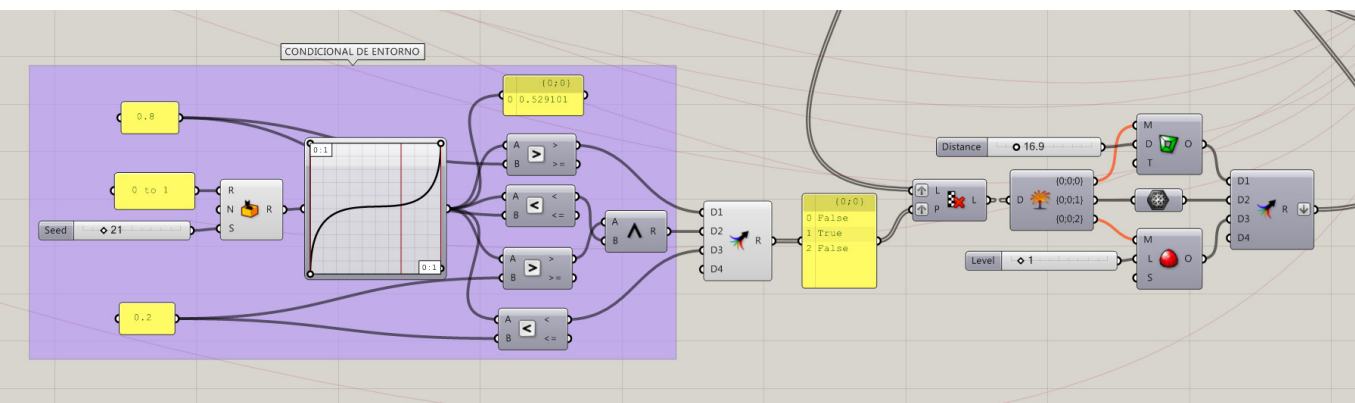 CONDICIONAL DE ENTORNO
0.8
0 to 1
Seed
21
0.2
R
N
S
R
0:1
0:1
{0;0}
0 0.529101
A
B
>
>=
A
B
<
<=
A
B
>
>=
A
B
<
<=
A
B
R
D1
D2
D3
D4
R
{0;0}
0 False
1 True
2 False
L
P
L
D
{0;0;0}
{0;0;1}
{0;0;2}
Distance
16.9
M
D
T
O
Level
1
M
L
S
O
D1
D2
D3
D4
R